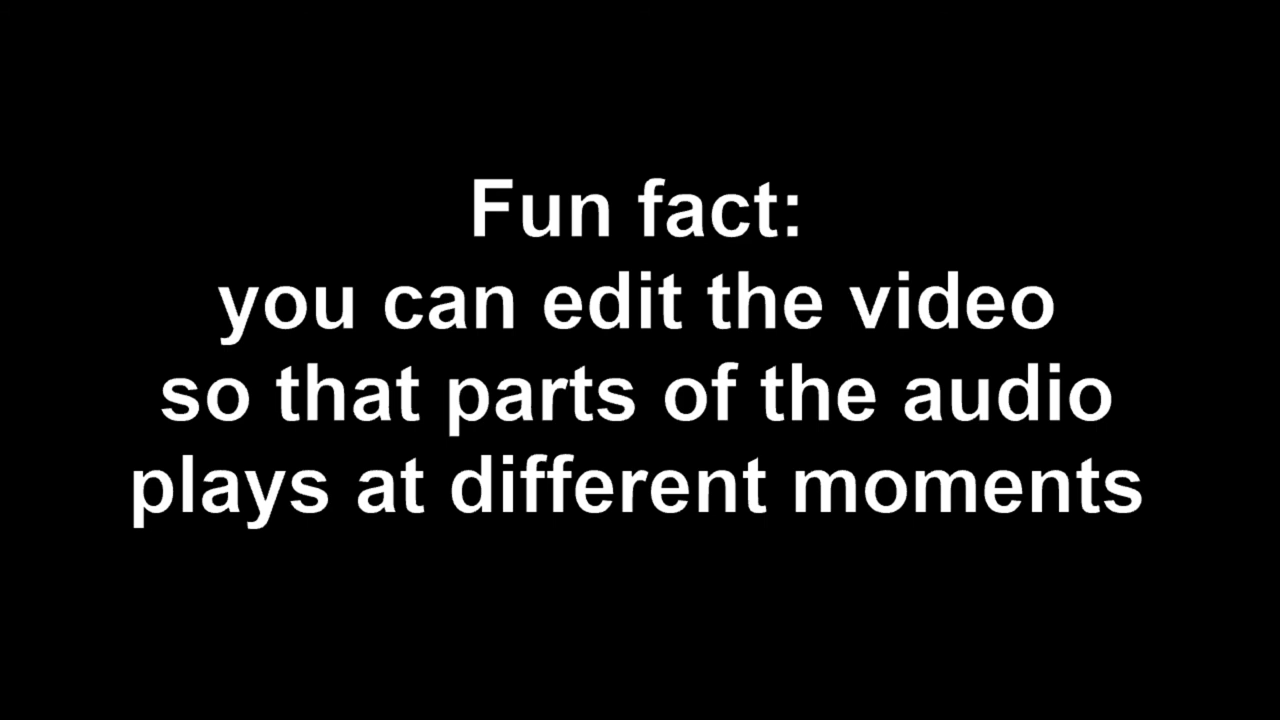 Fun fact:
you can edit the video
so that parts of the audio
plays at different moments